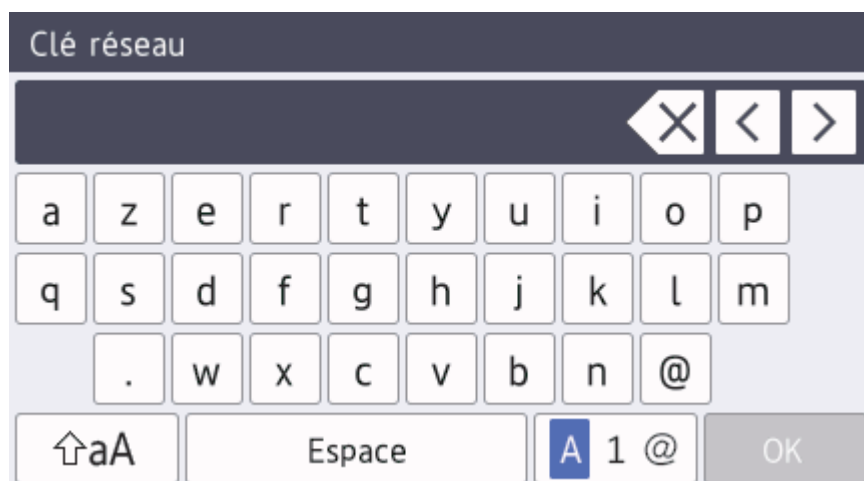 Clé réseau
a z e r t y u i o p
q s d f g h j k l m
. w x c v b n @
aA Espace A 1 @ OK